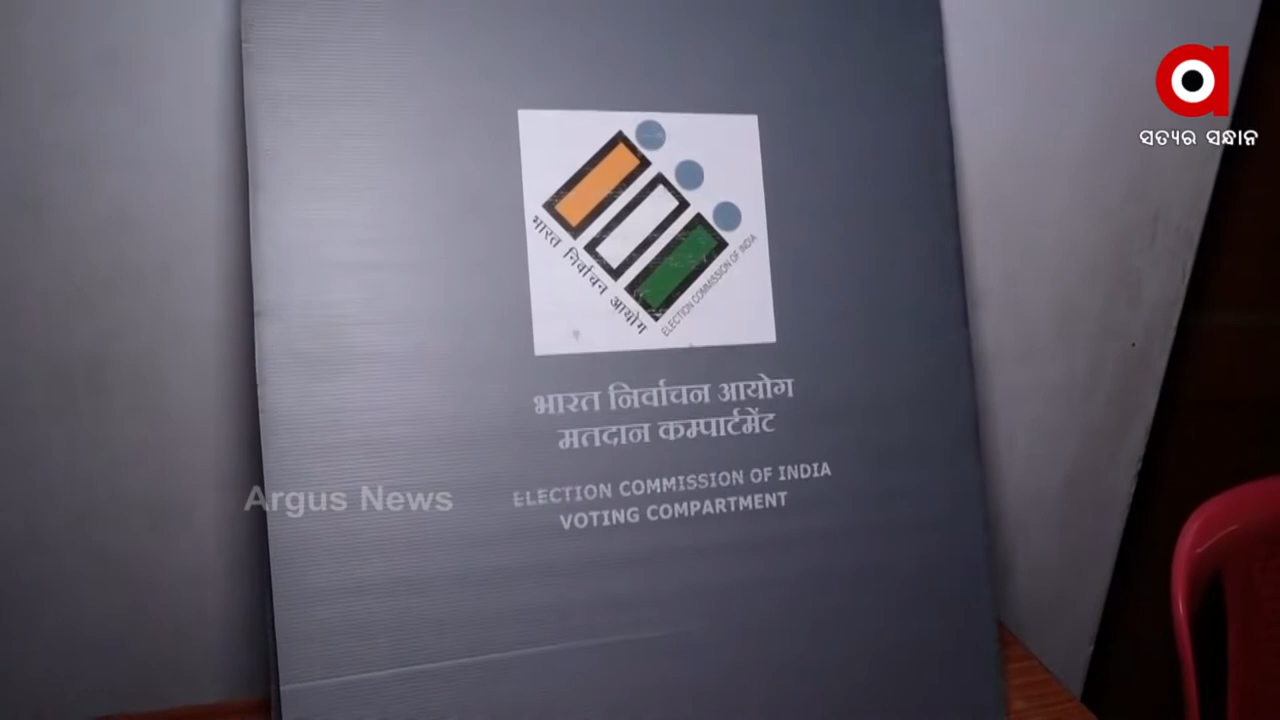 ସତ୍ୟର ସନ୍ଧାନ
भारत निर्वाचन आयोग
ELECTION COMMISSION OF INDIA
भारत निर्वाचन आयोग
मतदान कम्पार्टमेंट
ELECTION COMMISSION OF INDIA
VOTING COMPARTMENT
Argus News